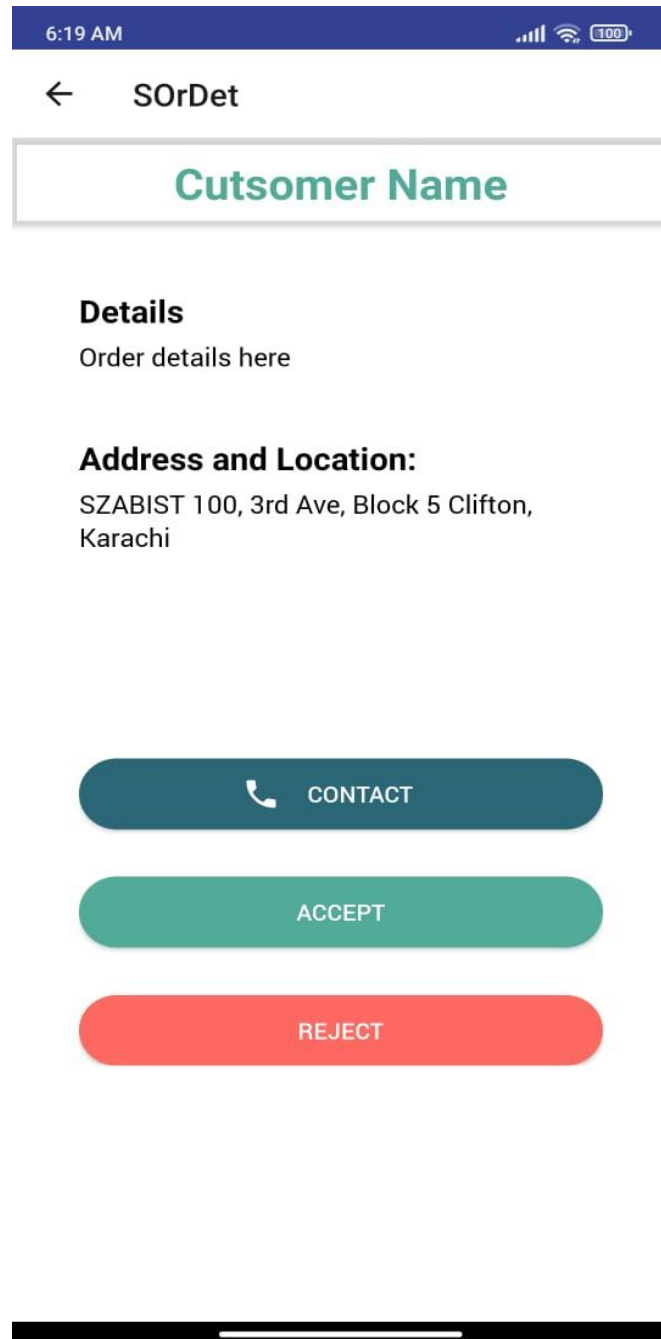 6:19 AM
100
SOrDet
Cutsomer Name
Details
Order details here
Address and Location:
SZABIST 100, 3rd Ave, Block 5 Clifton,
Karachi
CONTACT
ACCEPT
REJECT